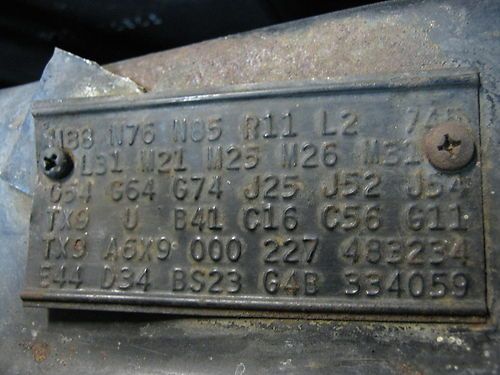 N88 N76 N85 R11 L2
L31 M21 M25 M26 M31
G54 G64 G74 J25 J52 J54
TX9 U B41 C16 C56 G11
TX9 A6X9 000 227 483234
E44 D34 BS23 G4B 334059